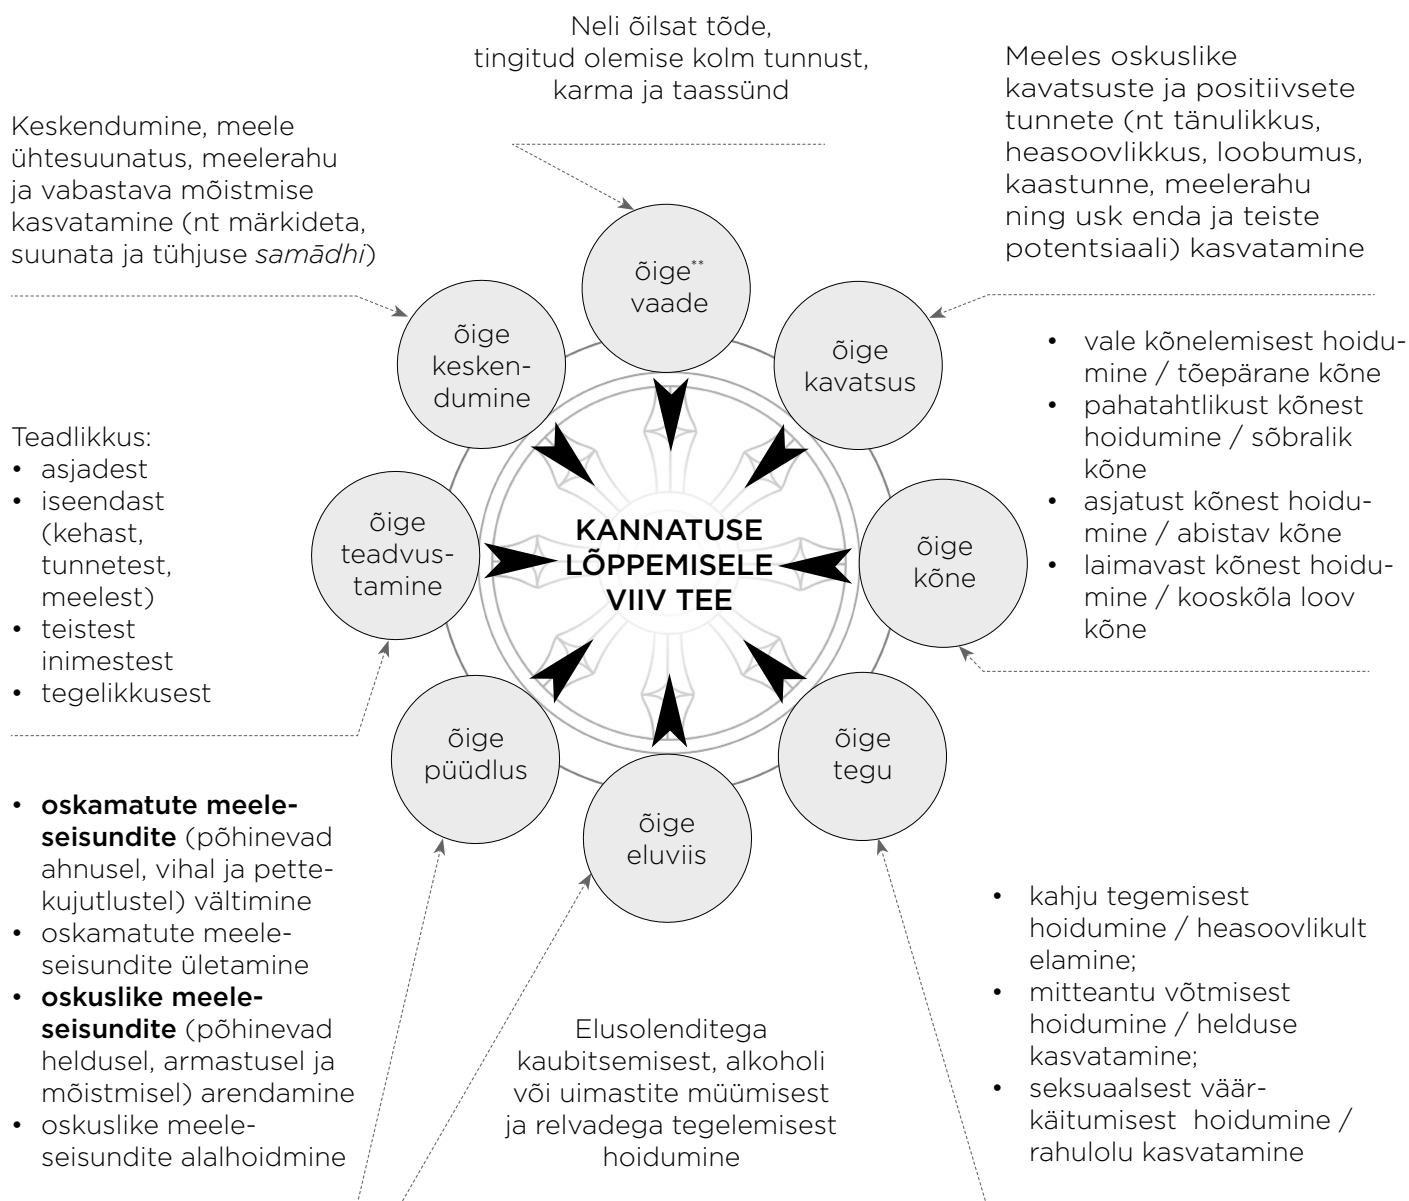 Neli õilsat tõde,
tingitud olemise kolm tunnust,
karma ja taassünd
Meeles oskuslike
kavatsuste ja positiivsete
tunnete (nt tänulikkus,
heasoovlikkus, loobumus,
kaastunne, meelerahu
ning usk enda ja teiste
potentsiaali) kasvatamine
Keskendumine, meele
ühtesuunatus, meelerahu
ja vabastava mõistmise
kasvatamine (nt märkideta,
suunata ja tühjuse samādhi)
õige**
vaade
õige
kavatsus
õige
kesken-
dumine
• vale kõnelemisest hoidu-
mine / tõepärane kõne
• pahatahtlikust kõnest
hoidumine / sõbralik
kõne
• asjatust kõnest hoidu-
mine / abistav kõne
• laimavast kõnest hoidu-
mine / kooskõla loov
kõne
Teadlikkus:
• asjadest
• iseendast
(kehast,
tunnetest,
meelest)
• teistest
inimestest
• tegelikkusest
õige
teadvus-
tamine
KANNATUSE
LÕPPEMISELE
VIIV TEE
õige
kõne
õige
püüdlus
õige
eluviis
õige
tegu
• oskamatute meele-
seisundite (põhinevad
ahnusel, vihal ja pette-
kujutlustel) vältimine
• oskamatute meele-
seisundite ületamine
• oskuslike meele-
seisundite (põhinevad
heldusel, armastusel ja
mõistmisel) arendamine
• oskuslike meele-
seisundite alalhoidmine
Elusolenditega
kaubitsemisest, alkoholi
või uimastite müümisest
ja relvadega tegelemisest
hoidumine
• kahju tegemisest
hoidumine / heasoovlikult
elamine;
• mitteantu võtmisest
hoidumine / helduse
kasvatamine;
• seksuaalsest väär-
käitumisest hoidumine /
rahulolu kasvatamine